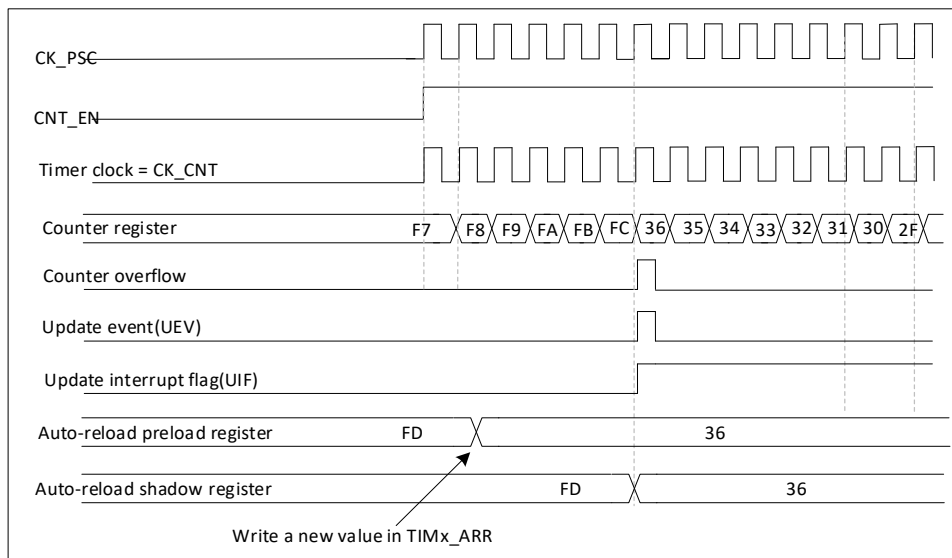 CK_PSC
CNT_EN
Timer clock = CK_CNT
Counter register F7 F8 F9 FA FB FC 36 35 34 33 32 31 30 2F
Counter overflow
Update event(UEV)
Update interrupt flag(UIF)
Auto-reload preload register FD 36
Auto-reload shadow register FD 36
Write a new value in TIMx_ARR